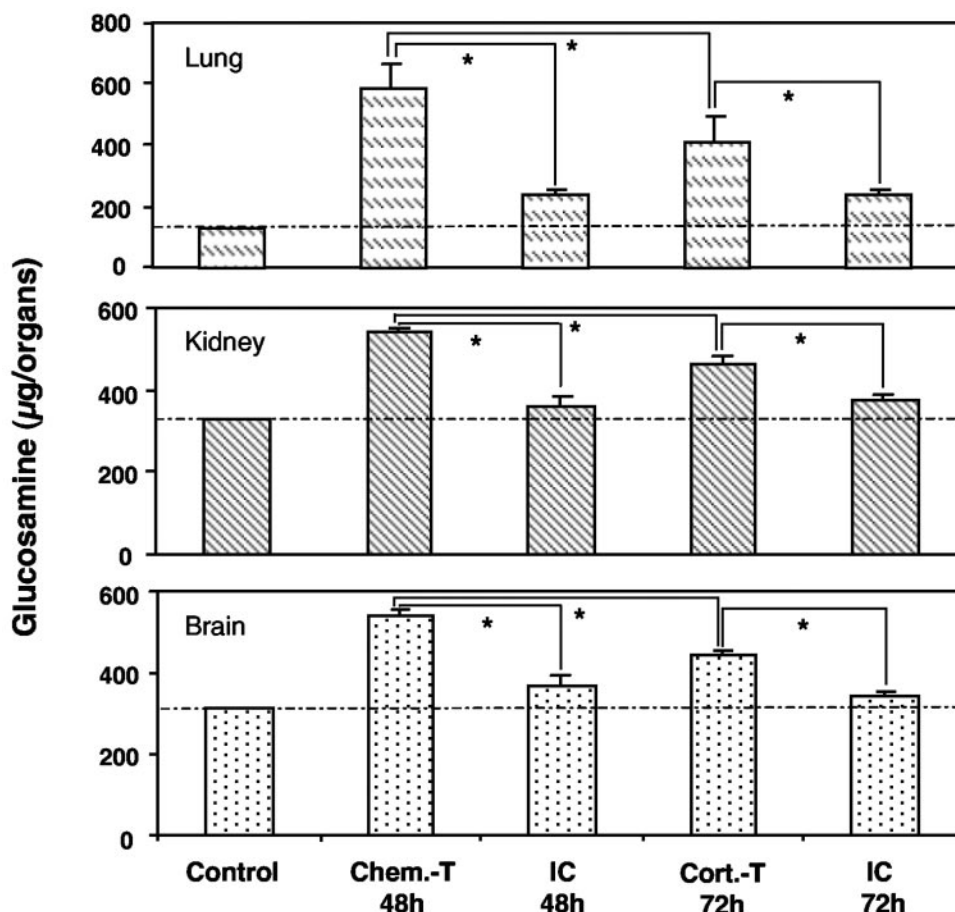 Glucosamine (µg/organs)
800
600
400
200
0
Lung
*
*
*
600
400
200
0
Kidney
*
*
*
600
400
200
0
Brain
*
*
*
Control
Chem.-T
48h
IC
48h
Cort.-T
72h
IC
72h